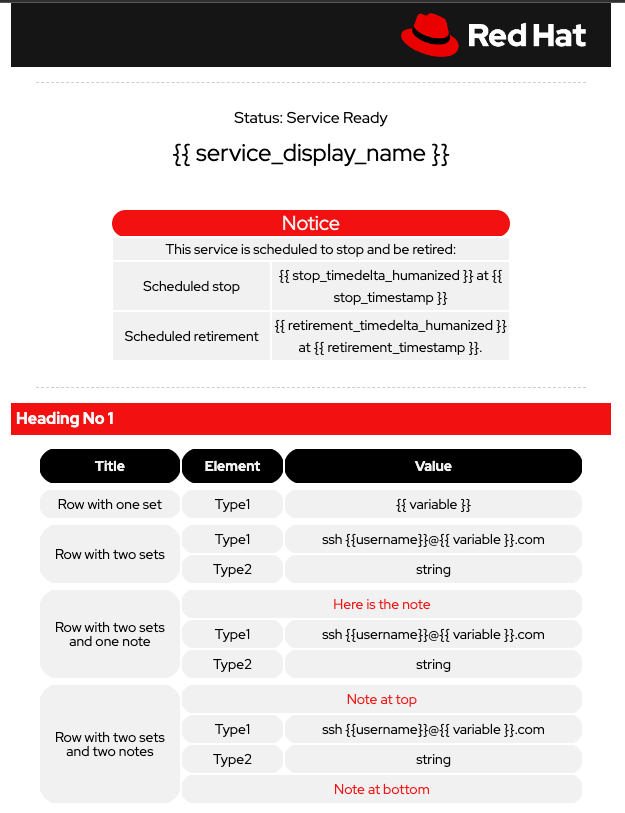 Red Hat
Status: Service Ready
{{ service_display_name }}
Notice
This service is scheduled to stop and be retired:
Scheduled stop
{{ stop_timedelta_humanized }} at {{
stop_timestamp }}
Scheduled retirement
{{ retirement_timedelta_humanized }}
at {{ retirement_timestamp }}.
Heading No 1
Title Element Value
Row with one set Type1 {{ variable }}
Row with two sets
Type1 ssh {{username}}@{{ variable }}.com
Type2 string
Row with two sets
and one note
Here is the note
Type1 ssh {{username}}@{{ variable }}.com
Type2 string
Row with two sets
and two notes
Note at top
Type1 ssh {{username}}@{{ variable }}.com
Type2 string
Note at bottom